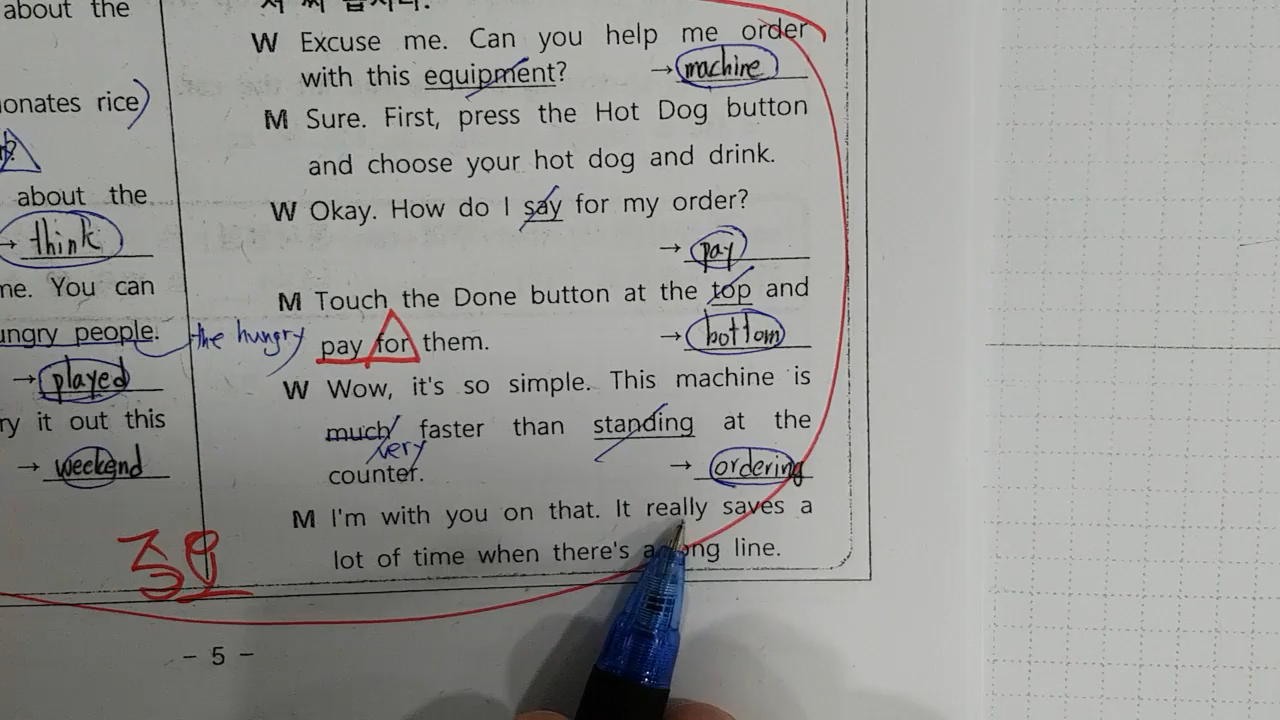 about the
onates rice)
about the
→ think
me. You can
ungry people.
the hungry
→ played
ry it out this
→ weekend
중요
W Excuse me. Can you help me order
with this equipment? → machine
M Sure. First, press the Hot Dog button
and choose your hot dog and drink.
W Okay. How do I say for my order?
→ pay
M Touch the Done button at the top and
pay for them. → bottom
W Wow, it's so simple. This machine is
much faster than standing at the
very
counter. → ordering
M I'm with you on that. It really saves a
lot of time when there's a long line.
- 5 -